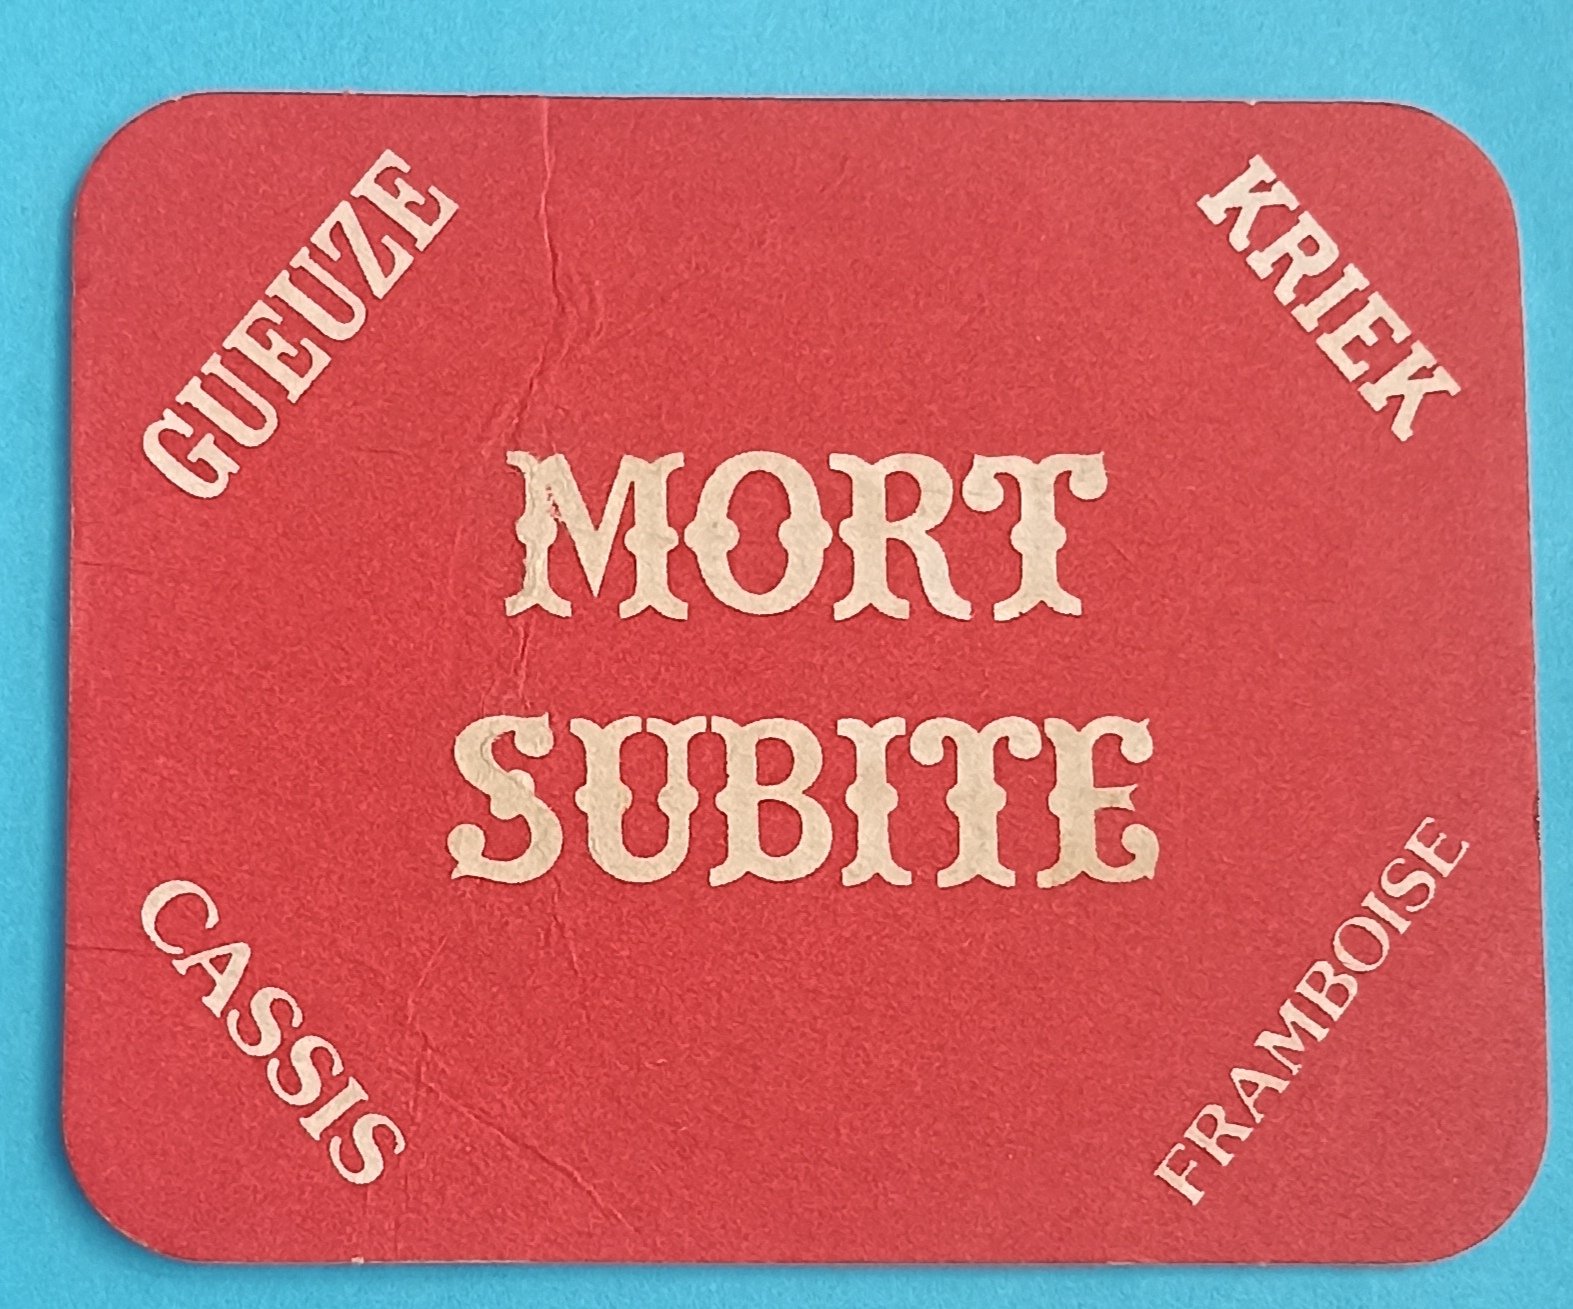 GUEUZE
KRIEK
MORT
SUBITE
CASSIS
FRAMBOISE